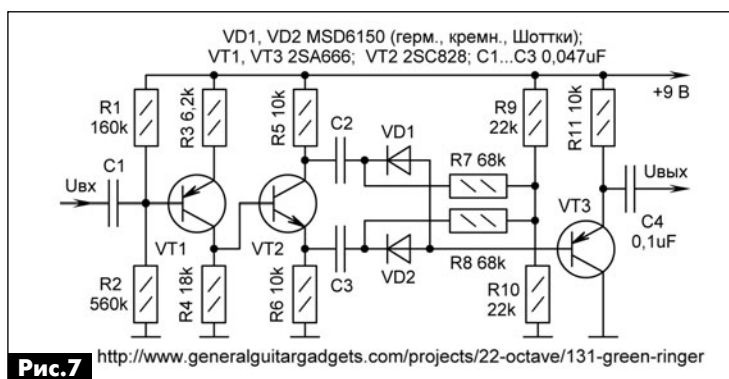 VD1, VD2 MSD6150 (герм., кремн., Шоттки);
VT1, VT3 2SA666; VT2 2SC828; C1...C3 0,047uF
+9 В
R1
160k
R3 6,2k
R5 10k
C2
VD1
R9
22k
R11 10k
R7 68k
C1
Uвх
Uвых
VT3
VT1
VT2
C4
0,1uF
C3
VD2
R8 68k
R2
560k
R4 18k
R6 10k
R10
22k
Рис.7
http://www.generalguitargadgets.com/projects/22-octave/131-green-ringer